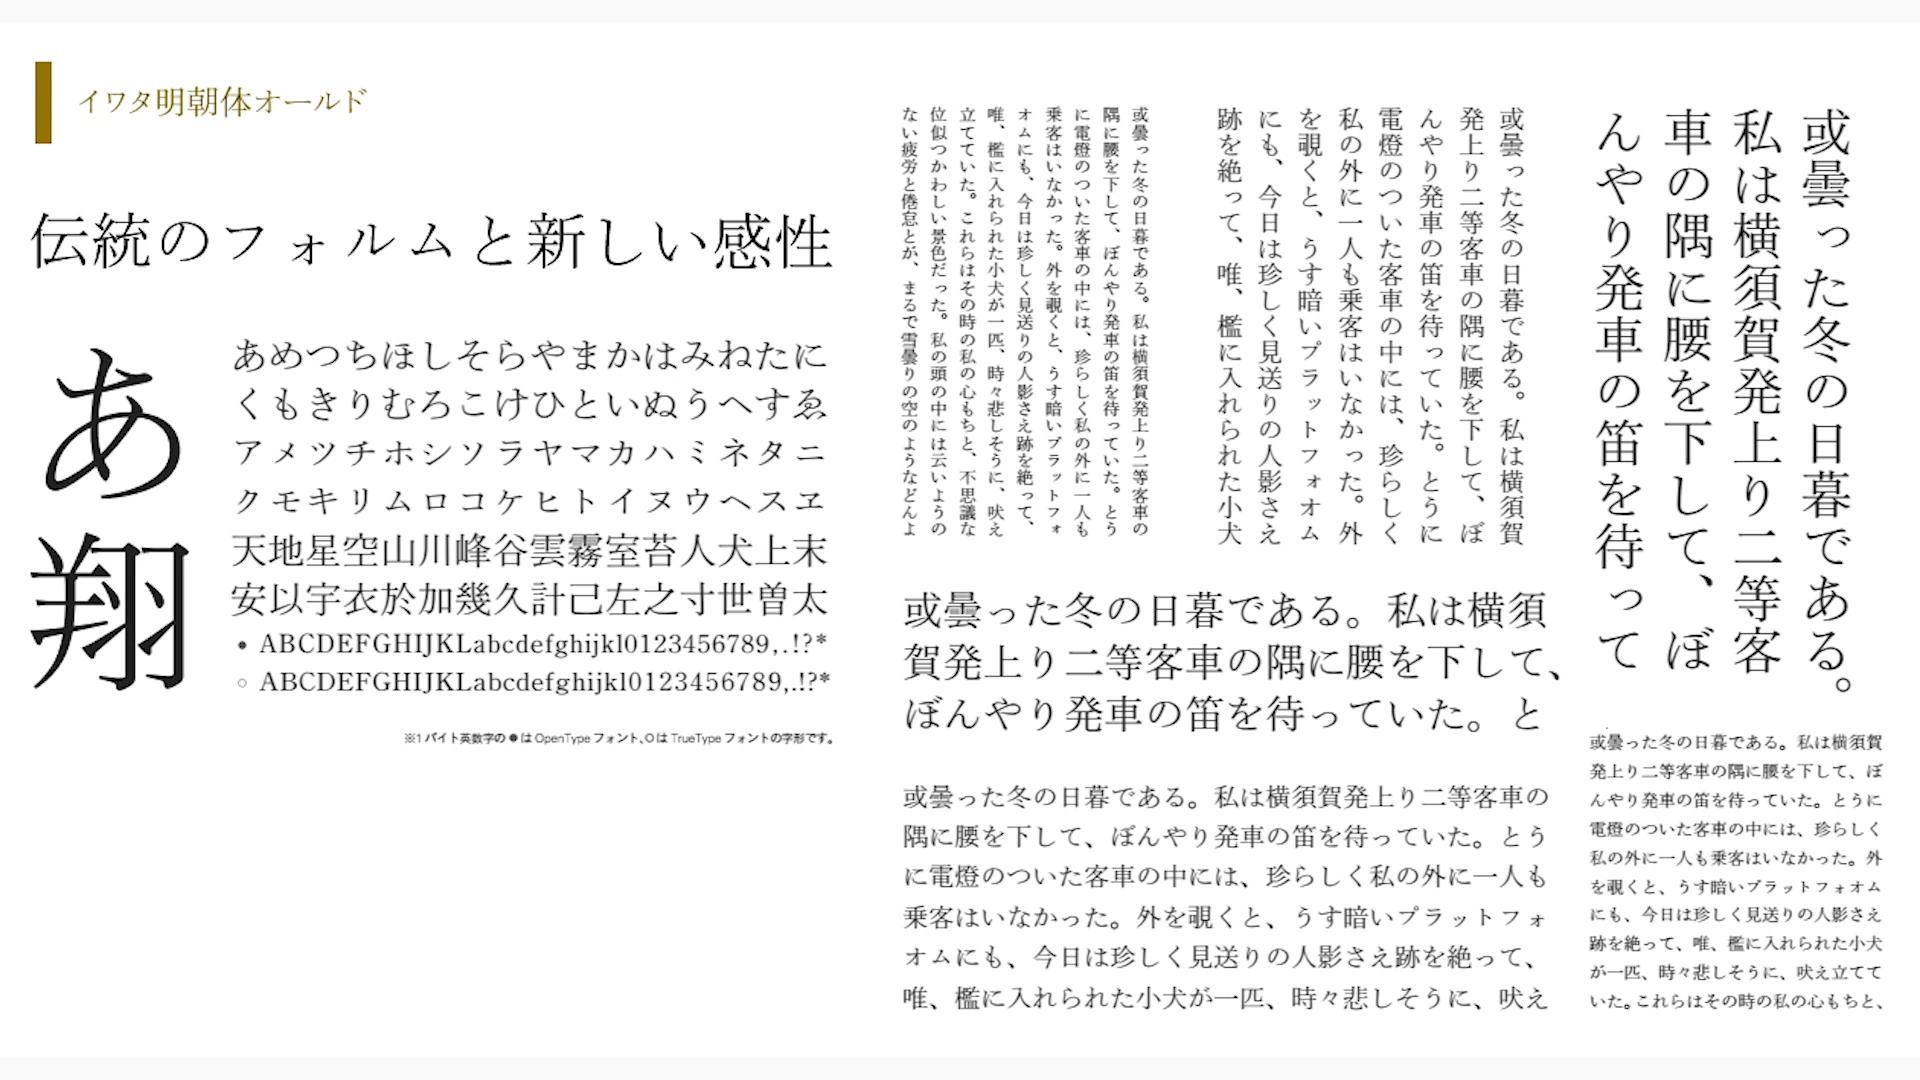 イワタ明朝体オールド
伝統のフォルムと新しい感性
あ
翔
あめつちほしそらやまかはみねたに
くもきりむろこけひといぬうへすゑ
アメツチホシソラヤマカハミネタニ
クモキリムロコケヒトイヌウヘスヱ
天地星空山川峰谷雲霧室苔人犬上末
安以宇衣於加幾久計己左之寸世曽太
● ABCDEFGHIJKLabcdefghijkl0123456789,.!?*
○ ABCDEFGHIJKLabcdefghijkl0123456789,.!?*
※1バイト英数字の●はOpenTypeフォント、○はTrueTypeフォントの字形です。
或曇った冬の日暮である。私は横須賀発上り二等客車の
隅に腰を下して、ぼんやり発車の笛を待っていた。とう
に電燈のついた客車の中には、珍らしく私の外に一人も
乗客はいなかった。外を覗くと、うす暗いプラットフォ
オムにも、今日は珍しく見送りの人影さえ跡を絶って、
唯、檻に入れられた小犬が一匹、時々悲しそうに、吠え
立てていた。これらはその時の私の心もちと、不思議な
位似つかわしい景色だった。私の頭の中には云いようの
ない疲労と倦怠とが、まるで雪曇りの空のようなどんよ
或曇った冬の日暮である。私は横須賀
発上り二等客車の隅に腰を下して、ぼ
んやり発車の笛を待っていた。とうに
電燈のついた客車の中には、珍らしく
私の外に一人も乗客はいなかった。外
を覗くと、うす暗いプラットフォオム
にも、今日は珍しく見送りの人影さえ
跡を絶って、唯、檻に入れられた小犬
或曇った冬の日暮である。
私は横須賀発上り二等客
車の隅に腰を下して、ぼ
んやり発車の笛を待って
或曇った冬の日暮である。私は横須
賀発上り二等客車の隅に腰を下して、
ぼんやり発車の笛を待っていた。と
或曇った冬の日暮である。私は横須賀発上り二等客車の
隅に腰を下して、ぼんやり発車の笛を待っていた。とう
に電燈のついた客車の中には、珍らしく私の外に一人も
乗客はいなかった。外を覗くと、うす暗いプラットフォ
オムにも、今日は珍しく見送りの人影さえ跡を絶って、
唯、檻に入れられた小犬が一匹、時々悲しそうに、吠え
或曇った冬の日暮である。私は横須賀
発上り二等客車の隅に腰を下して、ぼ
んやり発車の笛を待っていた。とうに
電燈のついた客車の中には、珍らしく
私の外に一人も乗客はいなかった。外
を覗くと、うす暗いプラットフォオム
にも、今日は珍しく見送りの人影さえ
跡を絶って、唯、檻に入れられた小犬
が一匹、時々悲しそうに、吠え立てて
いた。これらはその時の私の心もちと、